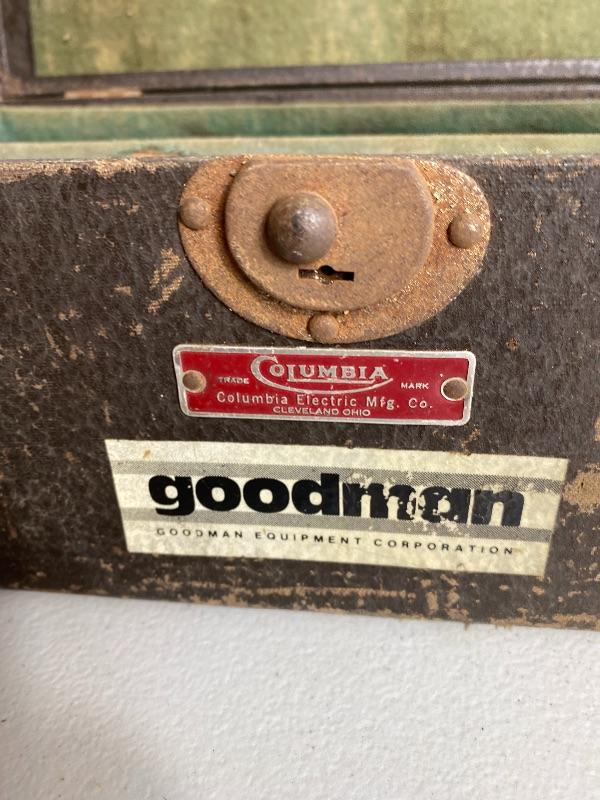 COLUMBIA
TRADE MARK
Columbia Electric Mfg. Co.
CLEVELAND OHIO
goodman
GOODMAN EQUIPMENT CORPORATION